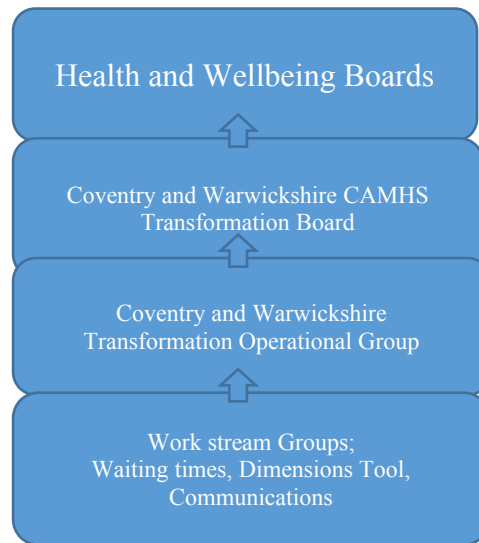 Health and Wellbeing Boards
Coventry and Warwickshire CAMHS
Transformation Board
Coventry and Warwickshire
Transformation Operational Group
Work stream Groups;
Waiting times, Dimensions Tool,
Communications